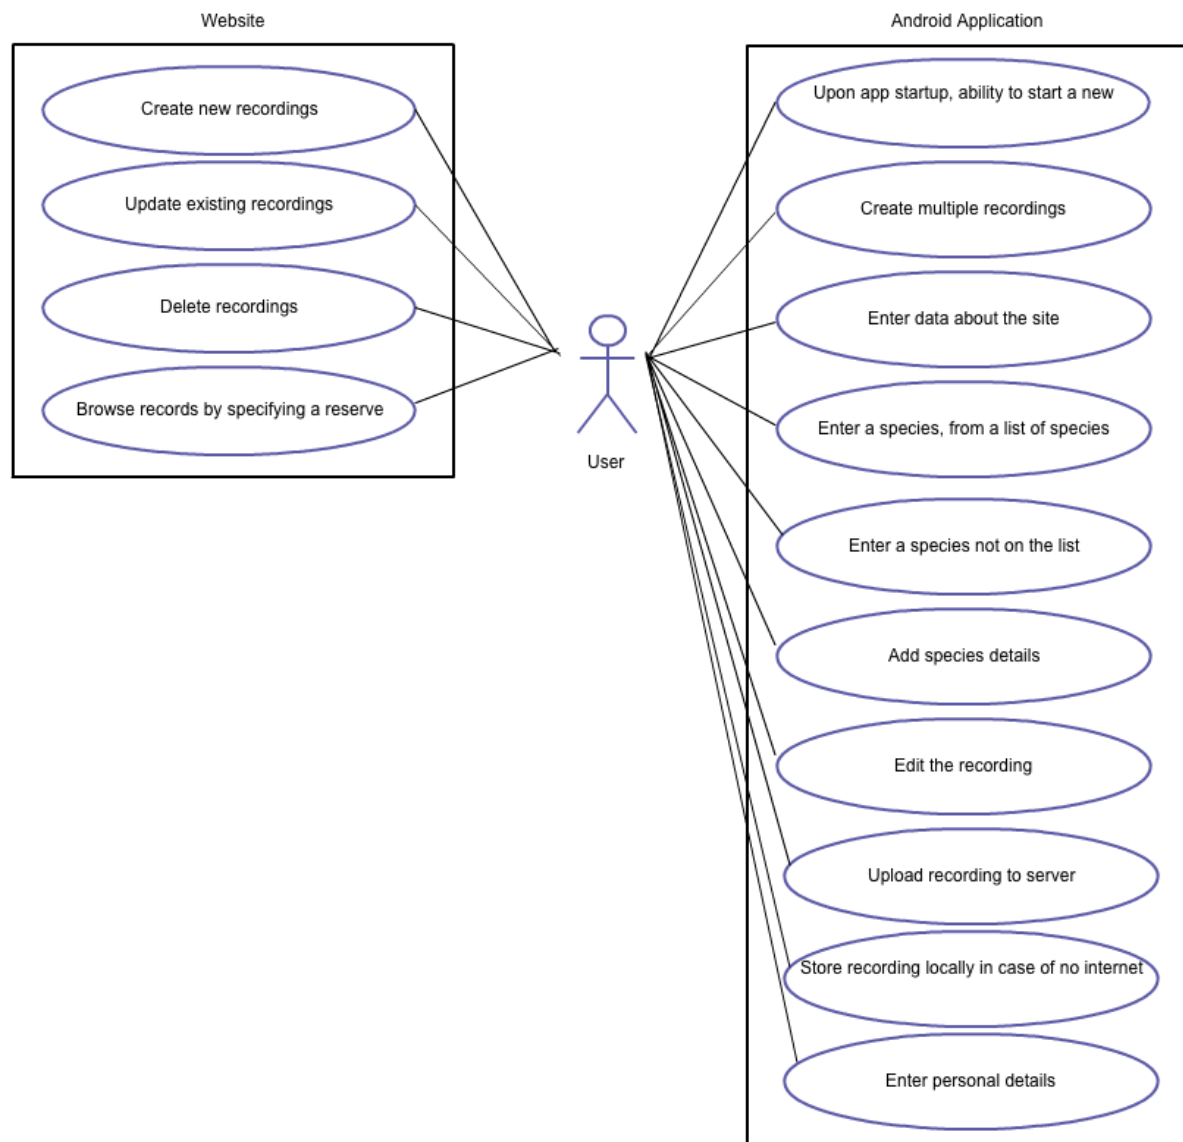 Website
Create new recordings
Update existing recordings
Delete recordings
Browse records by specifying a reserve
User
Android Application
Upon app startup, ability to start a new
Create multiple recordings
Enter data about the site
Enter a species, from a list of species
Enter a species not on the list
Add species details
Edit the recording
Upload recording to server
Store recording locally in case of no internet
Enter personal details